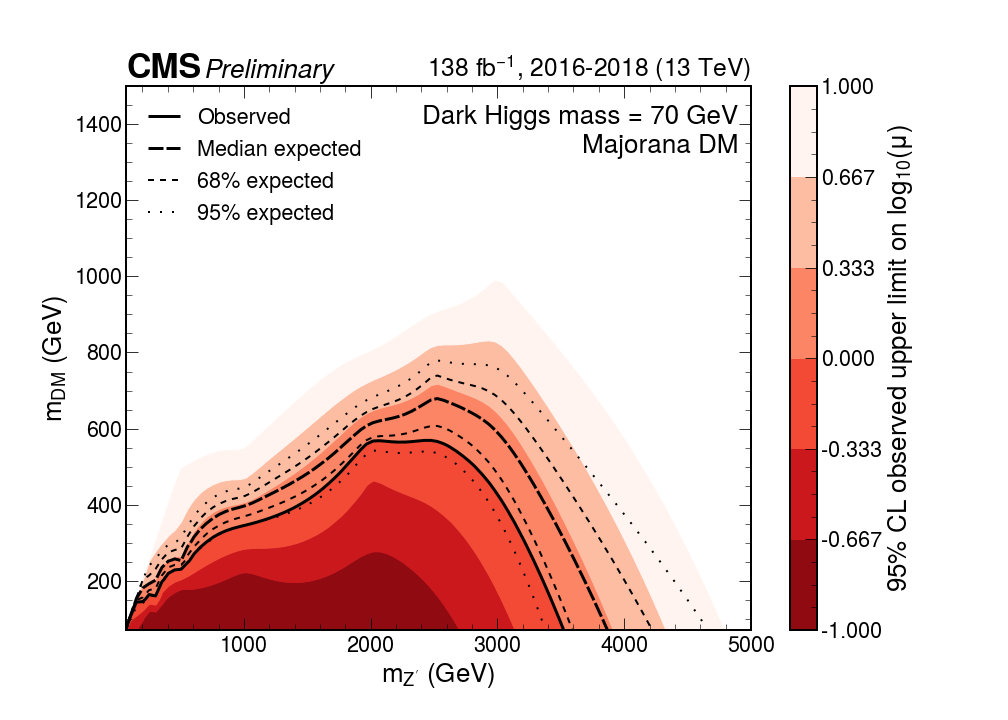 CMS Preliminary
138 fb⁻¹, 2016-2018 (13 TeV)
Observed
Median expected
68% expected
95% expected
Dark Higgs mass = 70 GeV
Majorana DM
1400
1200
1000
800
600
400
200
m_DM (GeV)
1000 2000 3000 4000 5000
m_Z′ (GeV)
1.000
0.667
0.333
0.000
-0.333
-0.667
-1.000
95% CL observed upper limit on log₁₀(μ)